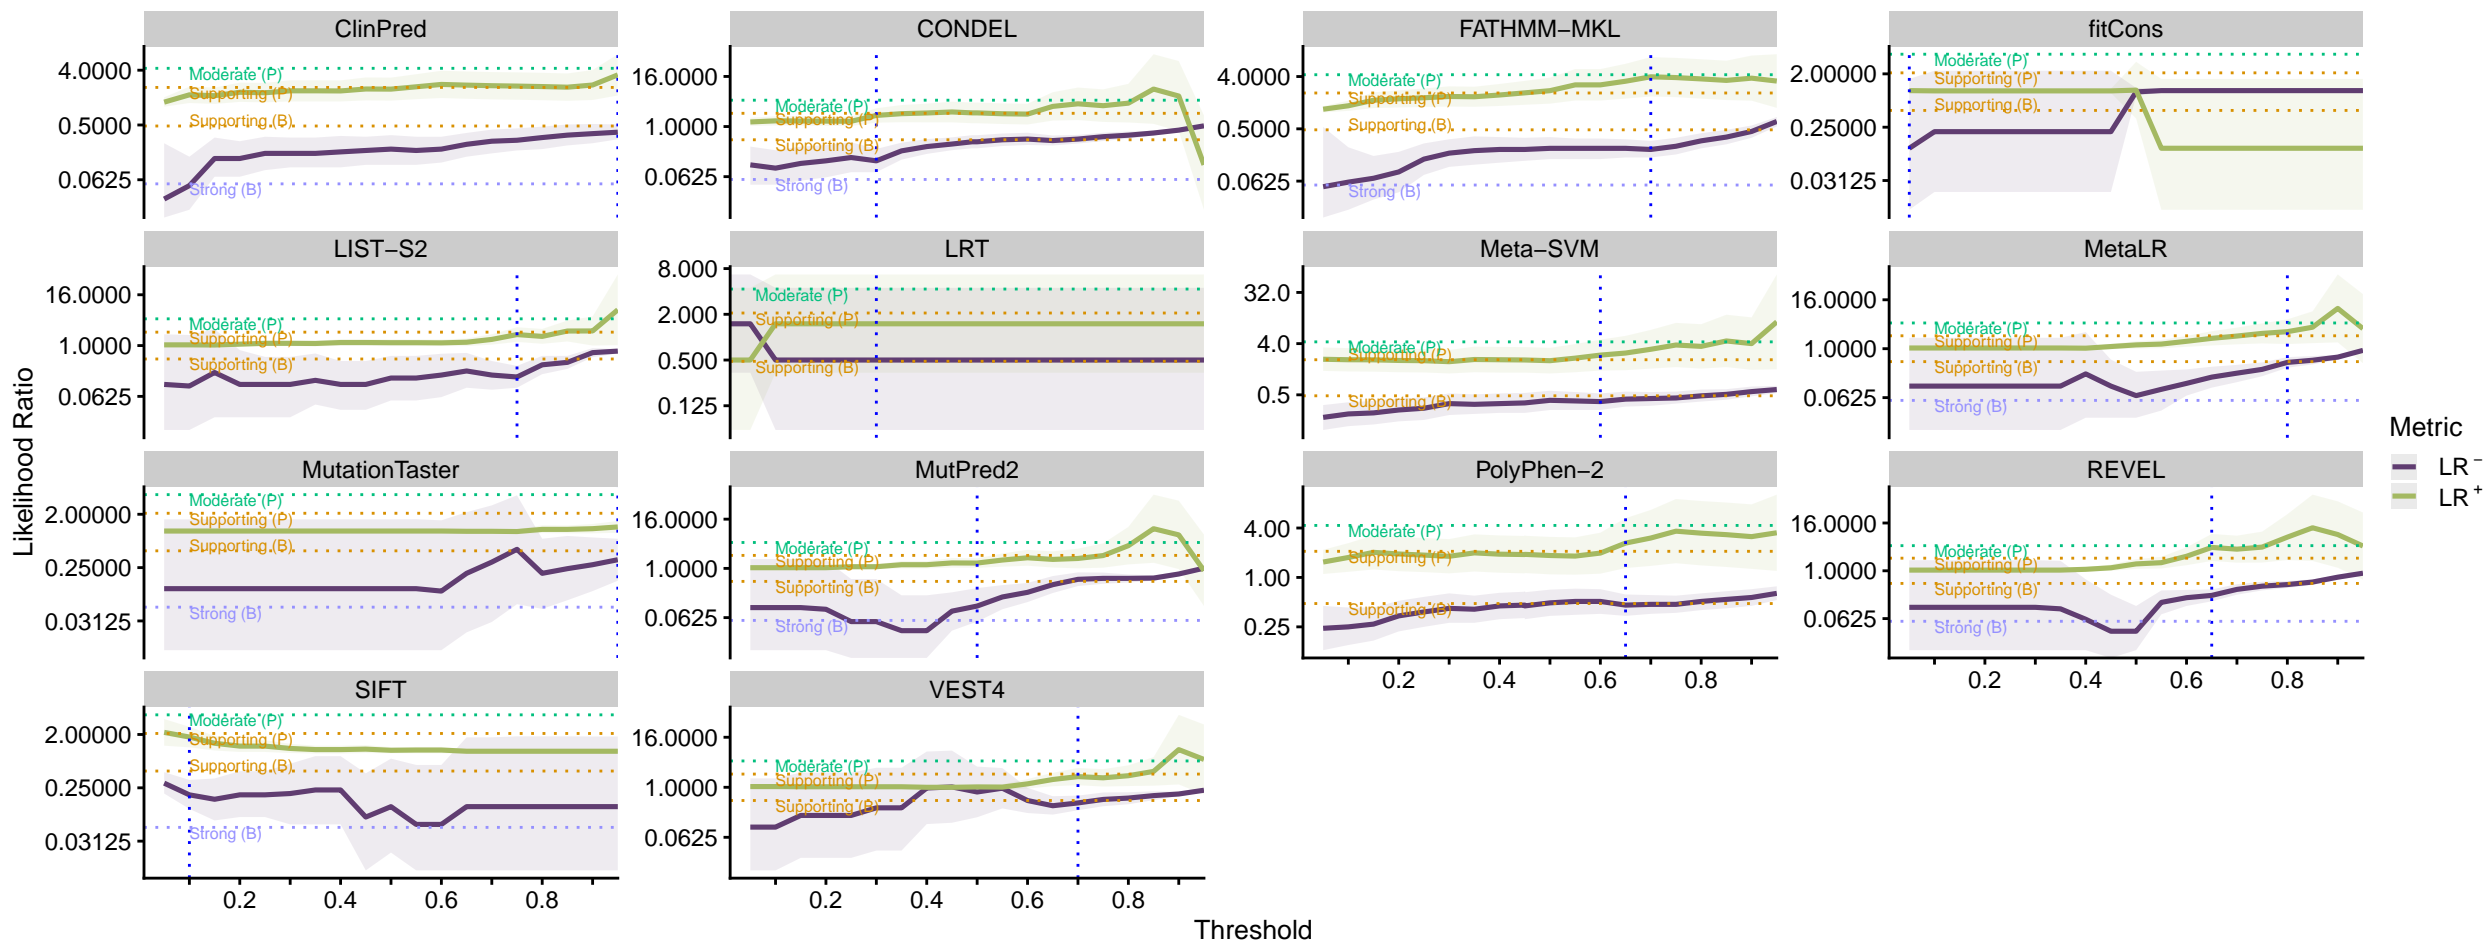 ClinPred
CONDEL
FATHMM−MKL
fitCons
4.0000
0.5000
0.0625
Moderate (P)
Supporting (P)
Supporting (B)
Strong (B)
16.0000
1.0000
0.0625
Moderate (P)
Supporting (P)
Supporting (B)
Strong (B)
4.0000
0.5000
0.0625
Moderate (P)
Supporting (P)
Supporting (B)
Strong (B)
2.00000
0.25000
0.03125
Moderate (P)
Supporting (P)
Supporting (B)
LIST−S2
LRT
Meta−SVM
MetaLR
16.0000
1.0000
0.0625
Moderate (P)
Supporting (P)
Supporting (B)
8.000
2.000
0.500
0.125
Moderate (P)
Supporting (P)
Supporting (B)
32.0
4.0
0.5
Moderate (P)
Supporting (P)
Supporting (B)
16.0000
1.0000
0.0625
Moderate (P)
Supporting (P)
Supporting (B)
Strong (B)
MutationTaster
MutPred2
PolyPhen−2
REVEL
2.00000
0.25000
0.03125
Moderate (P)
Supporting (P)
Supporting (B)
Strong (B)
16.0000
1.0000
0.0625
Moderate (P)
Supporting (P)
Supporting (B)
Strong (B)
4.00
1.00
0.25
Moderate (P)
Supporting (P)
Supporting (B)
0.2 0.4 0.6 0.8
16.0000
1.0000
0.0625
Moderate (P)
Supporting (P)
Supporting (B)
Strong (B)
0.2 0.4 0.6 0.8
SIFT
VEST4
2.00000
0.25000
0.03125
Moderate (P)
Supporting (P)
Supporting (B)
Strong (B)
0.2 0.4 0.6 0.8
16.0000
1.0000
0.0625
Moderate (P)
Supporting (P)
Supporting (B)
0.2 0.4 0.6 0.8
Threshold
Likelihood Ratio
Metric
LR −
LR +